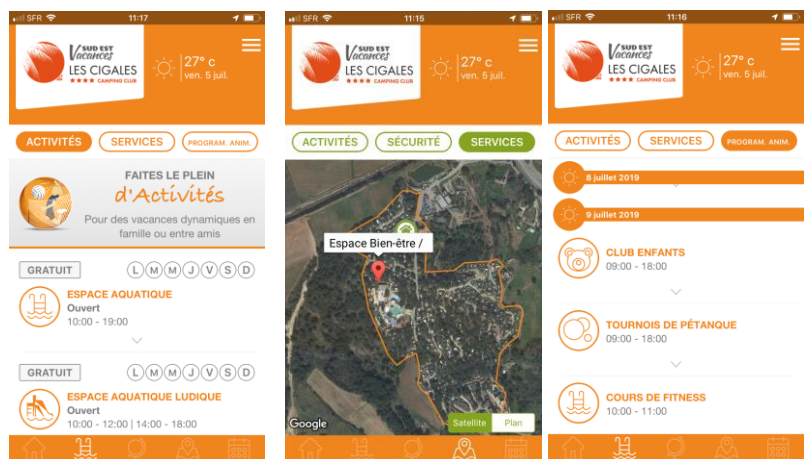 SFR
11:17
SUD EST
Vacances
LES CIGALES
★★★★ CAMPING CLUB
27° c
ven. 5 juil.
ACTIVITÉS
SERVICES
PROGRAM. ANIM.
FAITES LE PLEIN
d'Activités
Pour des vacances dynamiques en
famille ou entre amis
GRATUIT
L M M J V S D
ESPACE AQUATIQUE
Ouvert
10:00 - 19:00
GRATUIT
L M M J V S D
ESPACE AQUATIQUE LUDIQUE
Ouvert
10:00 - 12:00 | 14:00 - 18:00
SFR
11:15
SUD EST
Vacances
LES CIGALES
★★★★ CAMPING CLUB
27° c
ven. 5 juil.
ACTIVITÉS
SÉCURITÉ
SERVICES
Espace Bien-être /
Google
Satellite
Plan
SFR
11:16
SUD EST
Vacances
LES CIGALES
★★★★ CAMPING CLUB
27° c
ven. 5 juil.
ACTIVITÉS
SERVICES
PROGRAM. ANIM.
8 juillet 2019
9 juillet 2019
CLUB ENFANTS
09:00 - 18:00
TOURNOIS DE PÉTANQUE
09:00 - 18:00
COURS DE FITNESS
10:00 - 11:00